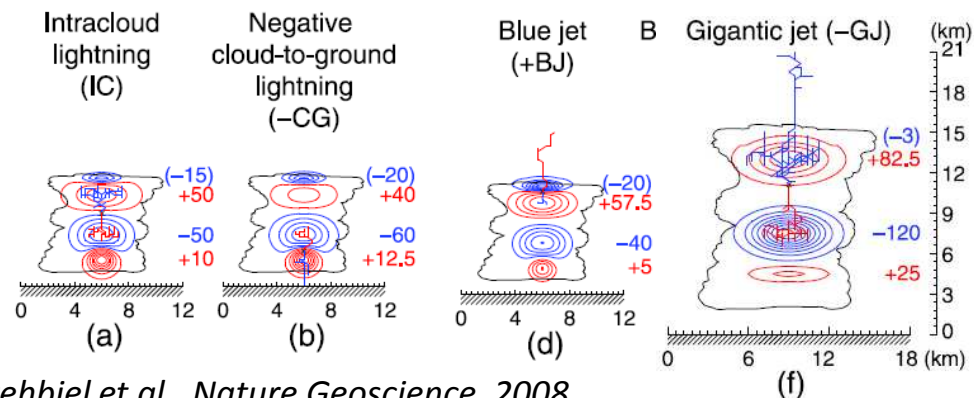 Intracloud
lightning
(IC)
Negative
cloud-to-ground
lightning
(−CG)
Blue jet
(+BJ)
B
Gigantic jet (−GJ)
(km)
21
18
15
12
9
6
3
0
(−15)
+50
−50
+10
(−20)
+40
−60
+12.5
(−20)
+57.5
−40
+5
(−3)
+82.5
−120
+25
0 4 8 12
0 4 8 12
0 4 8 12
0 6 12 18 (km)
(a)
(b)
(d)
(f)
ehbiel et al., Nature Geoscience, 2008